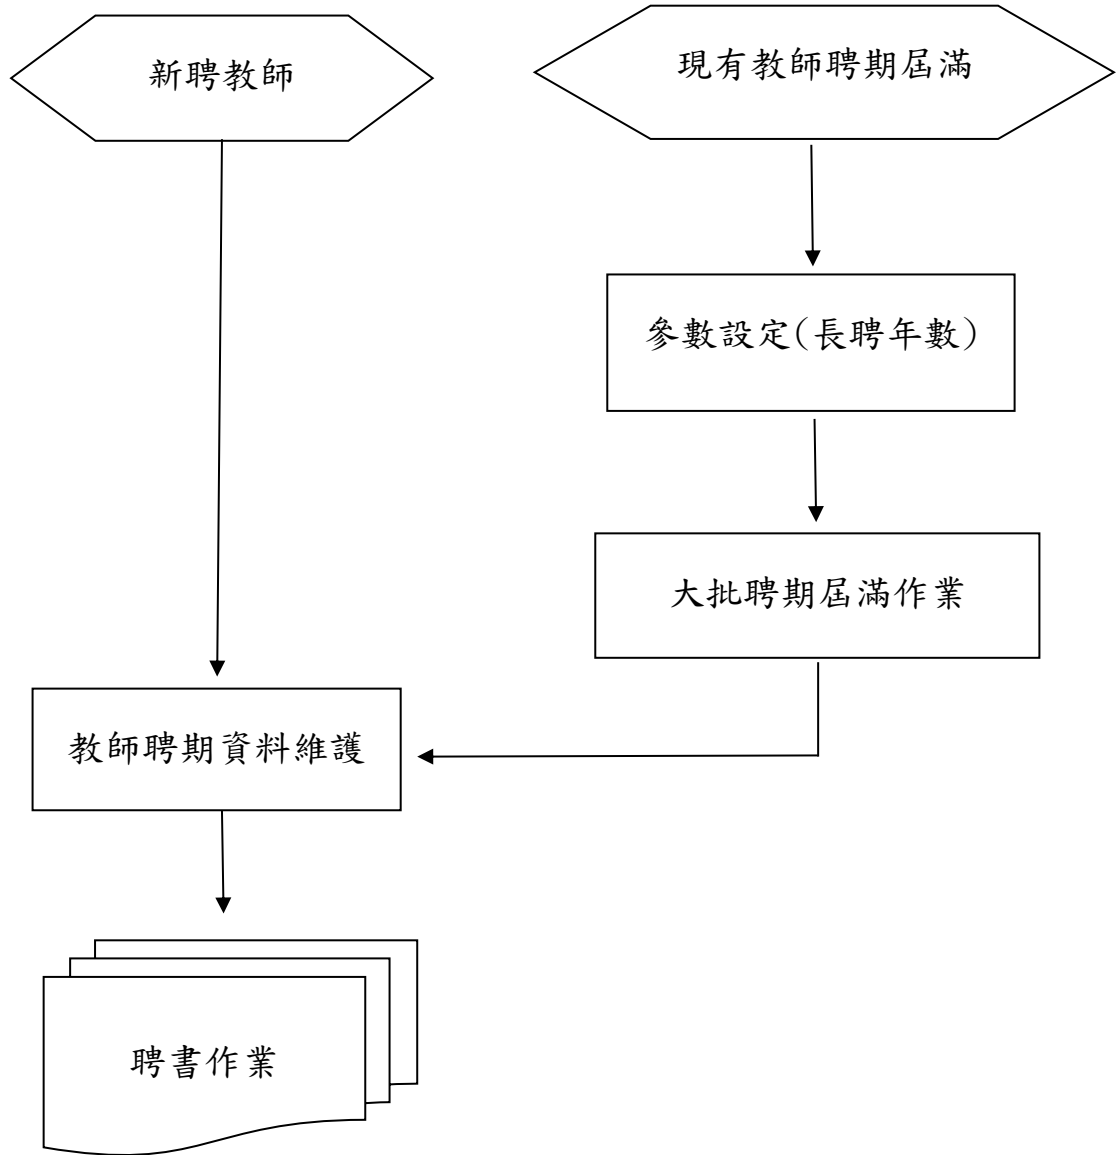 新聘教師
現有教師聘期屆滿
參數設定(長聘年數)
大批聘期屆滿作業
教師聘期資料維護
聘書作業